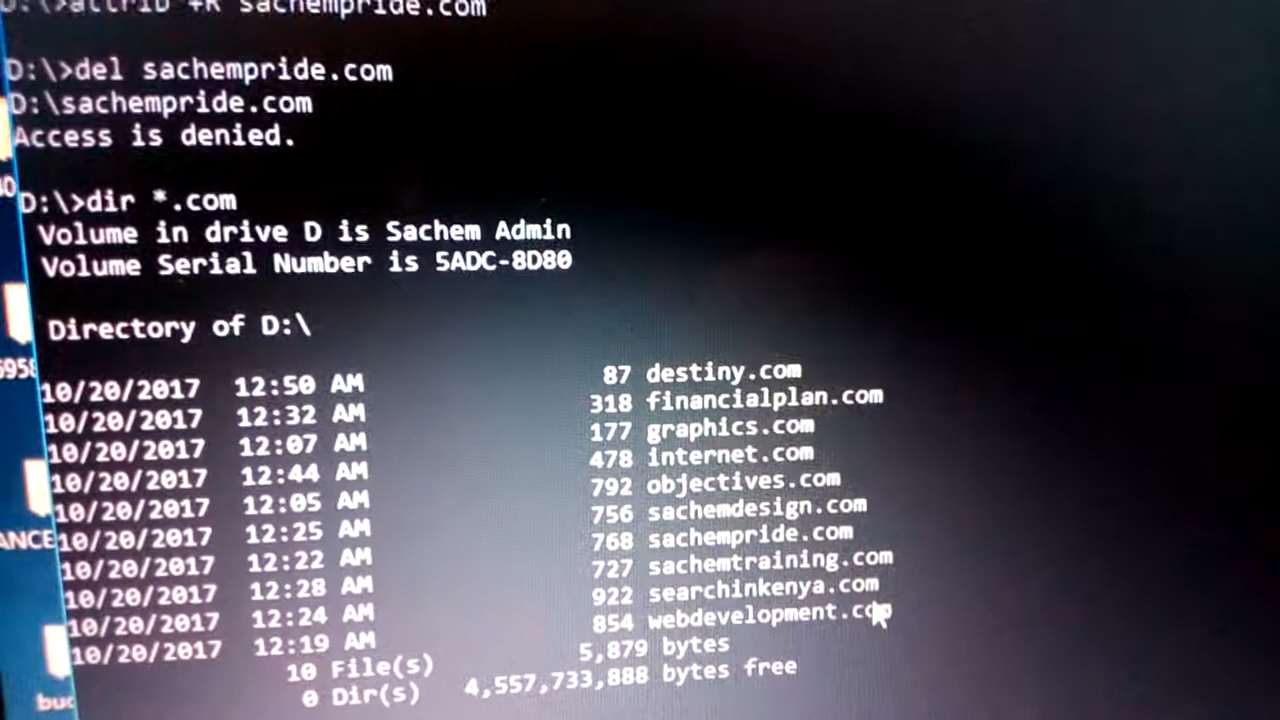 D:\>attrib +R sachempride.com
D:\>del sachempride.com
D:\sachempride.com
Access is denied.
D:\>dir *.com
Volume in drive D is Sachem Admin
Volume Serial Number is 5ADC-8D80
Directory of D:\
10/20/2017 12:50 AM 87 destiny.com
10/20/2017 12:32 AM 318 financialplan.com
10/20/2017 12:07 AM 177 graphics.com
10/20/2017 12:44 AM 478 internet.com
10/20/2017 12:05 AM 792 objectives.com
10/20/2017 12:25 AM 756 sachemdesign.com
10/20/2017 12:22 AM 768 sachempride.com
10/20/2017 12:28 AM 727 sachemtraining.com
10/20/2017 12:24 AM 922 searchinkenya.com
10/20/2017 12:19 AM 854 webdevelopment.com
10 File(s) 5,879 bytes
0 Dir(s) 4,557,733,888 bytes free